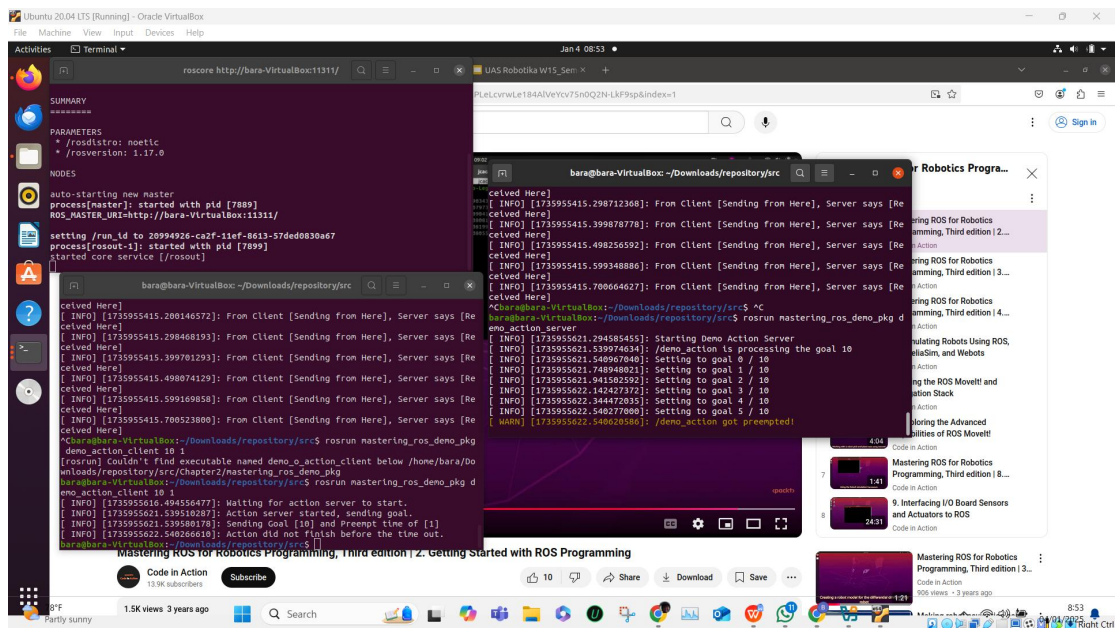 Ubuntu 20.04 LTS [Running] - Oracle VirtualBox
File Machine View Input Devices Help
Activities Terminal Jan 4 08:53
roscore http://bara-VirtualBox:11311/
UAS Robotika W15_Sem
PLeLcvrwLe184AlVeYcv75n0Q2N-LkF9sp&index=1
Sign in
SUMMARY
========
PARAMETERS
* /rosdistro: noetic
* /rosversion: 1.17.0
NODES
auto-starting new master
process[master]: started with pid [7889]
ROS_MASTER_URI=http://bara-VirtualBox:11311/
setting /run_id to 20994926-ca2f-11ef-8613-57ded0830a67
process[rosout-1]: started with pid [7899]
started core service [/rosout]
bara@bara-VirtualBox: ~/Downloads/repository/src
ceived Here]
[ INFO] [1735955415.200146572]: From Client [Sending from Here], Server says [Re
ceived Here]
[ INFO] [1735955415.298468193]: From Client [Sending from Here], Server says [Re
ceived Here]
[ INFO] [1735955415.399701293]: From Client [Sending from Here], Server says [Re
ceived Here]
[ INFO] [1735955415.498074129]: From Client [Sending from Here], Server says [Re
ceived Here]
[ INFO] [1735955415.599169858]: From Client [Sending from Here], Server says [Re
ceived Here]
[ INFO] [1735955415.700523800]: From Client [Sending from Here], Server says [Re
ceived Here]
^Cbara@bara-VirtualBox:~/Downloads/repository/src$ rosrun mastering_ros_demo_pkg
demo_action_client 10 1
[rosrun] Couldn't find executable named demo_o_action_client below /home/bara/Do
wnloads/repository/src/Chapter2/mastering_ros_demo_pkg
bara@bara-VirtualBox:~/Downloads/repository/src$ rosrun mastering_ros_demo_pkg d
emo_action_client 10 1
[ INFO] [1735955616.494556477]: Waiting for action server to start.
[ INFO] [1735955621.539510287]: Action server started, sending goal.
[ INFO] [1735955621.539580178]: Sending Goal [10] and Preempt time of [1]
[ INFO] [1735955622.540266610]: Action did not finish before the time out.
bara@bara-VirtualBox:~/Downloads/repository/src$
bara@bara-VirtualBox: ~/Downloads/repository/src
ceived Here]
[ INFO] [1735955415.298712368]: From Client [Sending from Here], Server says [Re
ceived Here]
[ INFO] [1735955415.399878778]: From Client [Sending from Here], Server says [Re
ceived Here]
[ INFO] [1735955415.498256592]: From Client [Sending from Here], Server says [Re
ceived Here]
[ INFO] [1735955415.599348886]: From Client [Sending from Here], Server says [Re
ceived Here]
[ INFO] [1735955415.700664627]: From Client [Sending from Here], Server says [Re
ceived Here]
^Cbara@bara-VirtualBox:~/Downloads/repository/src$ ^C
bara@bara-VirtualBox:~/Downloads/repository/src$ rosrun mastering_ros_demo_pkg d
emo_action_server
[ INFO] [1735955621.294585455]: Starting Demo Action Server
[ INFO] [1735955621.539974634]: /demo_action is processing the goal 10
[ INFO] [1735955621.540967040]: Setting to goal 0 / 10
[ INFO] [1735955621.748948021]: Setting to goal 1 / 10
[ INFO] [1735955621.941502592]: Setting to goal 2 / 10
[ INFO] [1735955622.142427372]: Setting to goal 3 / 10
[ INFO] [1735955622.344472035]: Setting to goal 4 / 10
[ INFO] [1735955622.540277000]: Setting to goal 5 / 10
[ WARN] [1735955622.540620586]: /demo_action got preempted!
or Robotics Progra...
ering ROS for Robotics
amming, Third edition | 2....
n Action
ering ROS for Robotics
amming, Third edition | 3....
n Action
ering ROS for Robotics
amming, Third edition | 4....
n Action
mulating Robots Using ROS,
eliaSim, and Webots
n Action
ng the ROS MoveIt! and
gation Stack
n Action
ploring the Advanced
bilities of ROS MoveIt!
4:04
Code in Action
7
Mastering ROS for Robotics
Programming, Third edition | 8....
1:41
Code in Action
8
9. Interfacing I/O Board Sensors
and Actuators to ROS
24:31
Code in Action
<packt>
Mastering ROS for Robotics Programming, Third edition | 2. Getting Started with ROS Programming
Code in Action
13.9K subscribers
Subscribe
10
Share
Download
Save
1.5K views 3 years ago
Mastering ROS for Robotics
Programming, Third edition | 3...
Code in Action
906 views • 3 years ago
1:21
8°F
Partly sunny
Search
8:53
04/01/2025
Right Ctrl